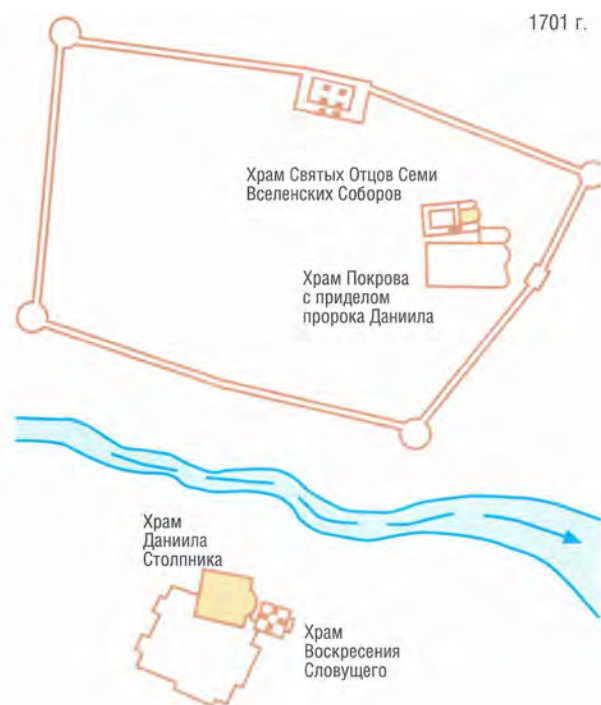 1701 г.
Храм Святых Отцов Семи
Вселенских Соборов
Храм Покрова
с приделом
пророка Даниила
Храм
Даниила
Столпника
Храм
Воскресения
Словущего